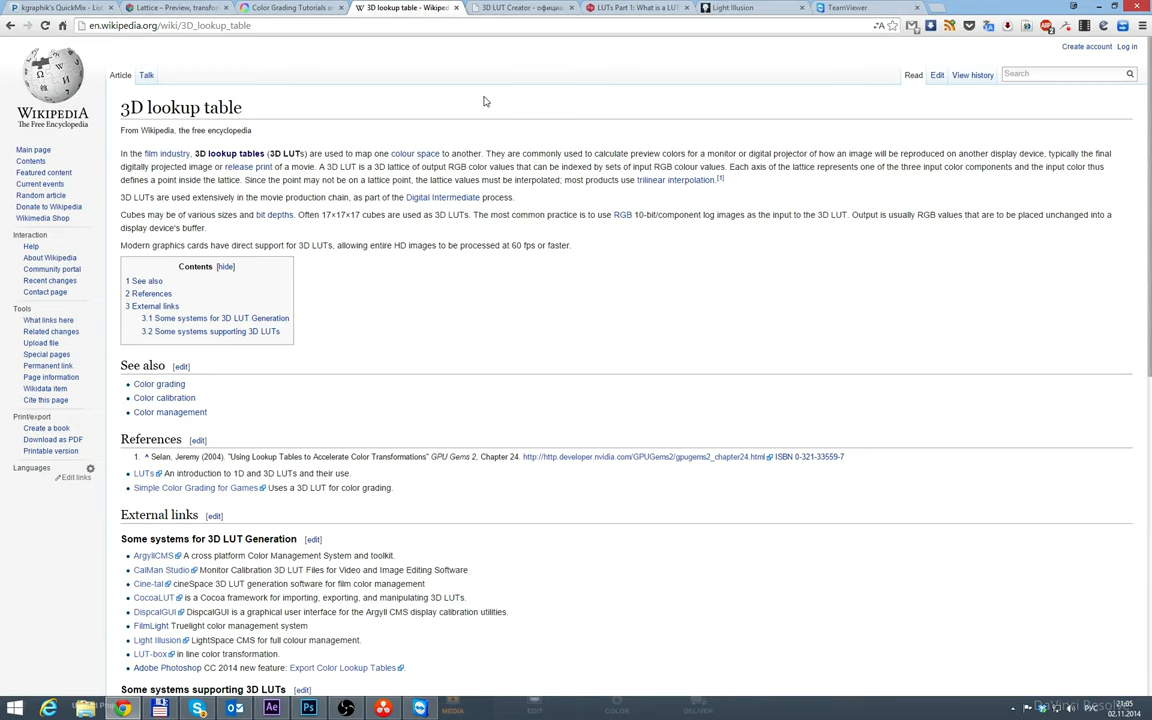 kgraphik's QuickMix - L
Lattice – Preview, transf
Color Grading Tutorials a
3D lookup table - Wikiped
3D LUT Creator - офици
LUTs Part 1: What is a LU
Light Illusion
TeamViewer
en.wikipedia.org/wiki/3D_lookup_table
Create account Log in
Article Talk Read Edit View history Search
WIKIPEDIA
The Free Encyclopedia
Main page
Contents
Featured content
Current events
Random article
Donate to Wikipedia
Wikimedia Shop
Interaction
Help
About Wikipedia
Community portal
Recent changes
Contact page
Tools
What links here
Related changes
Upload file
Special pages
Permanent link
Page information
Wikidata item
Cite this page
Print/export
Create a book
Download as PDF
Printable version
Languages
Edit links
3D lookup table
From Wikipedia, the free encyclopedia
In the film industry, 3D lookup tables (3D LUTs) are used to map one colour space to another. They are commonly used to calculate preview colors for a monitor or digital projector of how an image will be reproduced on another display device, typically the final
digitally projected image or release print of a movie. A 3D LUT is a 3D lattice of output RGB color values that can be indexed by sets of input RGB colour values. Each axis of the lattice represents one of the three input color components and the input color thus
defines a point inside the lattice. Since the point may not be on a lattice point, the lattice values must be interpolated; most products use trilinear interpolation.[1]
3D LUTs are used extensively in the movie production chain, as part of the Digital Intermediate process.
Cubes may be of various sizes and bit depths. Often 17×17×17 cubes are used as 3D LUTs. The most common practice is to use RGB 10-bit/component log images as the input to the 3D LUT. Output is usually RGB values that are to be placed unchanged into a
display device's buffer.
Modern graphics cards have direct support for 3D LUTs, allowing entire HD images to be processed at 60 fps or faster.
Contents [hide]
1 See also
2 References
3 External links
3.1 Some systems for 3D LUT Generation
3.2 Some systems supporting 3D LUTs
See also [edit]
Color grading
Color calibration
Color management
References [edit]
1. ^ Selan, Jeremy (2004). "Using Lookup Tables to Accelerate Color Transformations" GPU Gems 2, Chapter 24. http://http.developer.nvidia.com/GPUGems2/gpugems2_chapter24.html ISBN 0-321-33559-7
LUTs An introduction to 1D and 3D LUTs and their use.
Simple Color Grading for Games Uses a 3D LUT for color grading.
External links [edit]
Some systems for 3D LUT Generation [edit]
ArgyllCMS A cross platform Color Management System and toolkit.
CalMan Studio Monitor Calibration 3D LUT Files for Video and Image Editing Software
Cine-tal cineSpace 3D LUT generation software for film color management
CocoaLUT is a Cocoa framework for importing, exporting, and manipulating 3D LUTs.
DispcalGUI DispcalGUI is a graphical user interface for the Argyll CMS display calibration utilities.
FilmLight Truelight color management system
Light Illusion LightSpace CMS for full colour management.
LUT-box in line color transformation.
Adobe Photoshop CC 2014 new feature: Export Color Lookup Tables.
Some systems supporting 3D LUTs [edit]
MEDIA EDIT COLOR DELIVER
DaVinci Resol
РУС
21:05
02.11.2014